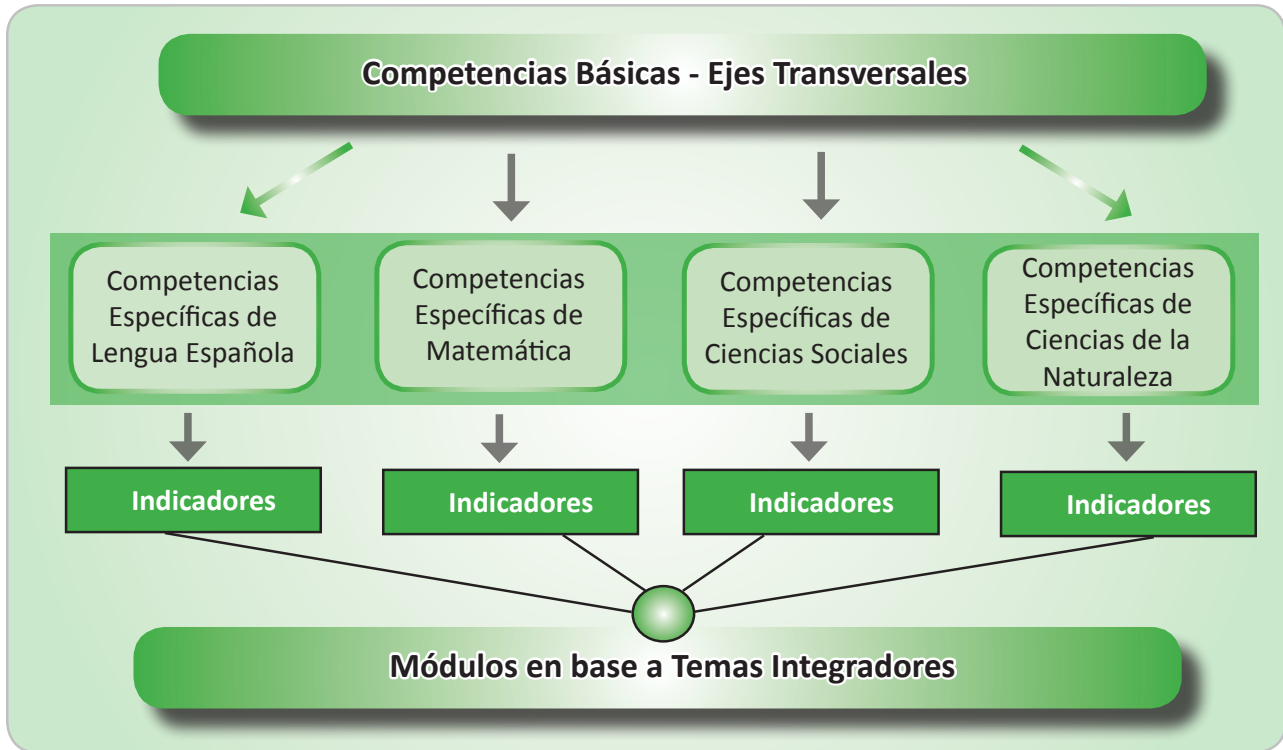 Competencias Básicas - Ejes Transversales
Competencias
Específicas de
Lengua Española
Competencias
Específicas de
Matemática
Competencias
Específicas de
Ciencias Sociales
Competencias
Específicas de
Ciencias de la
Naturaleza
Indicadores
Indicadores
Indicadores
Indicadores
Módulos en base a Temas Integradores